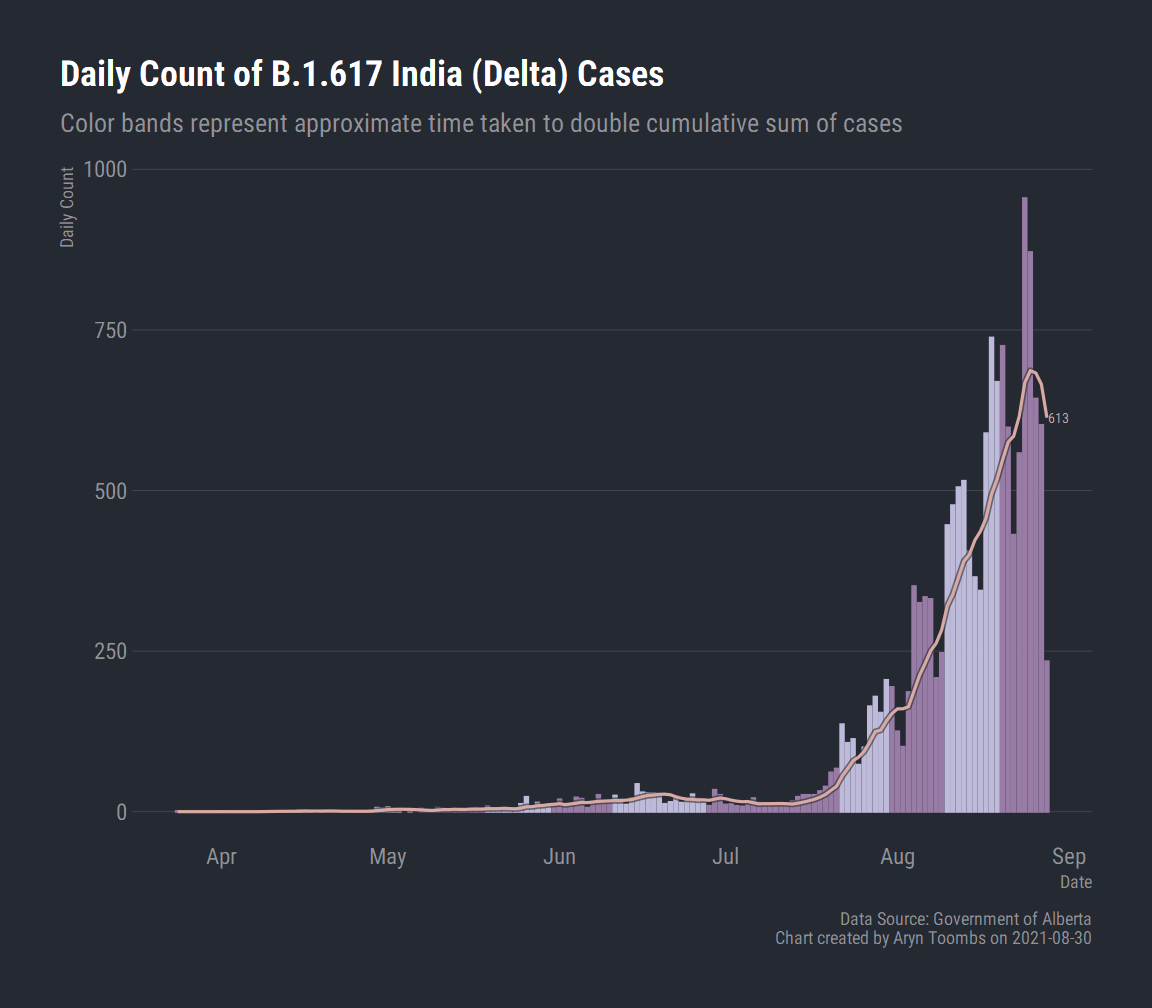 Daily Count of B.1.617 India (Delta) Cases
Color bands represent approximate time taken to double cumulative sum of cases
Daily Count
1000
750
500
250
0
613
Apr May Jun Jul Aug Sep
Date
Data Source: Government of Alberta
Chart created by Aryn Toombs on 2021-08-30